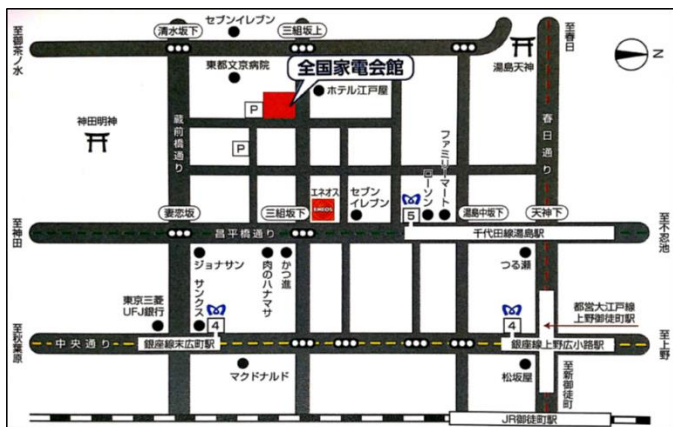 セブンイレブン
至御茶ノ水
清水坂下
三組坂上
至春日
湯島天神
N
東都文京病院
全国家電会館
ホテル江戸屋
P
神田明神
蔵前橋通り
P
春日通り
ファミリーマート
ローソン
エネオス
ENEOS
セブン
イレブン
妻恋坂
三組坂下
5
湯島中坂下
天神下
至神田
昌平橋通り
千代田線湯島駅
至不忍池
ジョナサン
肉のハナマサ
かつ進
つる瀬
サンクス
東京三菱
UFJ銀行
4
4
都営大江戸線
上野御徒町駅
至秋葉原
中央通り
銀座線末広町駅
銀座線上野広小路駅
至上野
マクドナルド
松坂屋
至新御徒町
JR御徒町駅